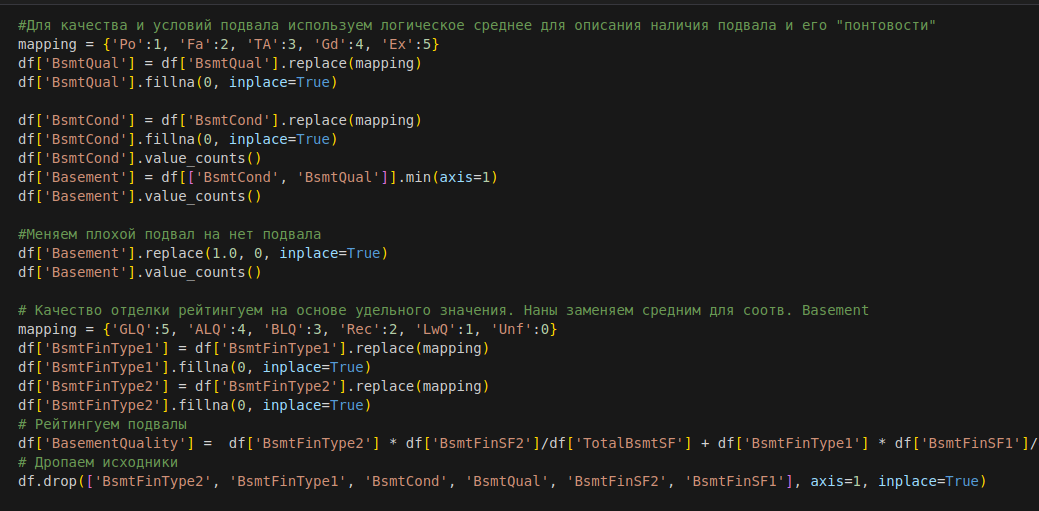 #Для качества и условий подвала используем логическое среднее для описания наличия подвала и его "понтовости"
mapping = {'Po':1, 'Fa':2, 'TA':3, 'Gd':4, 'Ex':5}
df['BsmtQual'] = df['BsmtQual'].replace(mapping)
df['BsmtQual'].fillna(0, inplace=True)
df['BsmtCond'] = df['BsmtCond'].replace(mapping)
df['BsmtCond'].fillna(0, inplace=True)
df['BsmtCond'].value_counts()
df['Basement'] = df[['BsmtCond', 'BsmtQual']].min(axis=1)
df['Basement'].value_counts()
#Меняем плохой подвал на нет подвала
df['Basement'].replace(1.0, 0, inplace=True)
df['Basement'].value_counts()
# Качество отделки рейтингуем на основе удельного значения. Наны заменяем средним для соотв. Basement
mapping = {'GLQ':5, 'ALQ':4, 'BLQ':3, 'Rec':2, 'LwQ':1, 'Unf':0}
df['BsmtFinType1'] = df['BsmtFinType1'].replace(mapping)
df['BsmtFinType1'].fillna(0, inplace=True)
df['BsmtFinType2'] = df['BsmtFinType2'].replace(mapping)
df['BsmtFinType2'].fillna(0, inplace=True)
# Рейтингуем подвалы
df['BasementQuality'] =  df['BsmtFinType2'] * df['BsmtFinSF2']/df['TotalBsmtSF'] + df['BsmtFinType1'] * df['BsmtFinSF1']/
# Дропаем исходники
df.drop(['BsmtFinType2', 'BsmtFinType1', 'BsmtCond', 'BsmtQual', 'BsmtFinSF2', 'BsmtFinSF1'], axis=1, inplace=True)